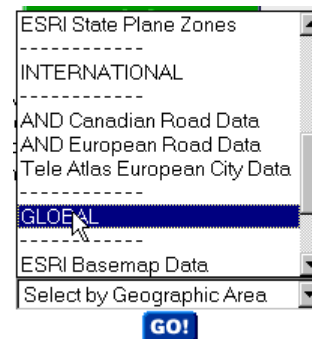 ESRI State Plane Zones
- - - - - - - - - - - -
INTERNATIONAL
- - - - - - - - - - - -
AND Canadian Road Data
AND European Road Data
Tele Atlas European City Data
- - - - - - - - - - - -
GLOBAL
- - - - - - - - - - - -
ESRI Basemap Data
Select by Geographic Area
GO!